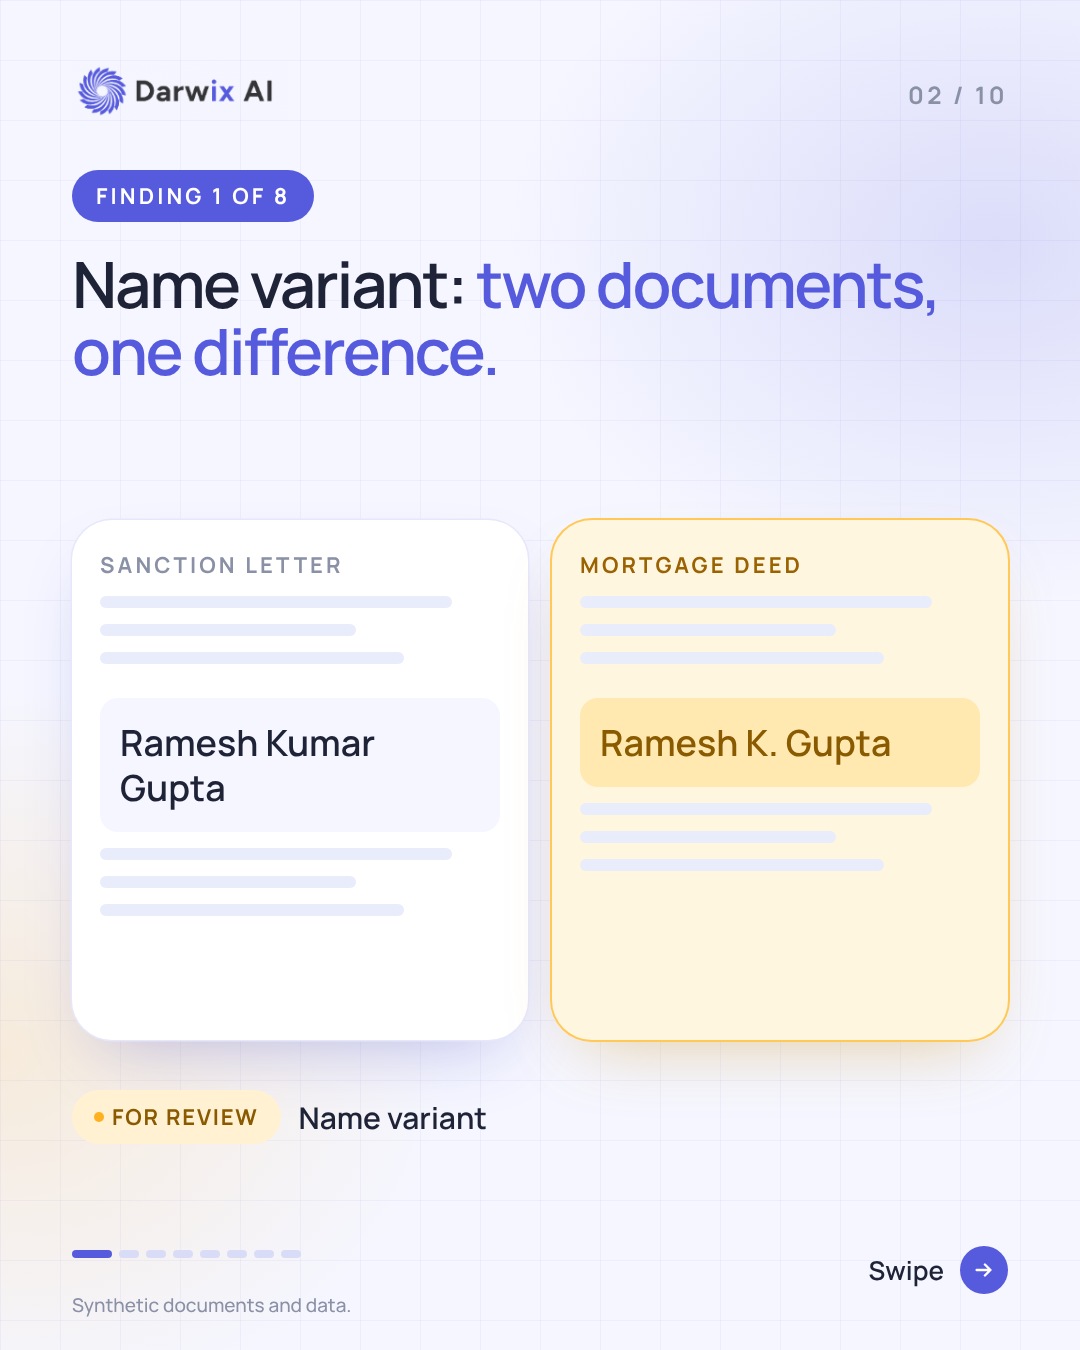 Darwix AI
02 / 10
FINDING 1 OF 8
Name variant: two documents,
one difference.
SANCTION LETTER
Ramesh Kumar
Gupta
MORTGAGE DEED
Ramesh K. Gupta
FOR REVIEW
Name variant
Swipe
Synthetic documents and data.